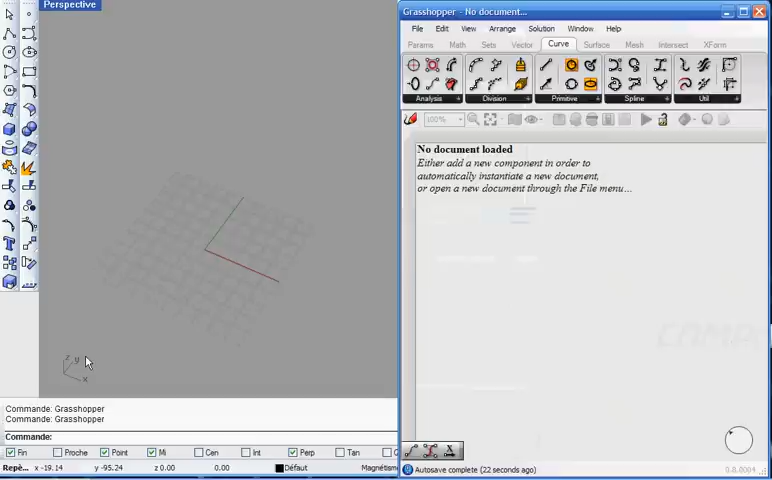 Perspective
Grasshopper - No document...
File Edit View Arrange Solution Window Help
Params Math Sets Vector Curve Surface Mesh Intersect XForm
Analysis Division Primitive Spline Util
100%
No document loaded
Either add a new component in order to
automatically instantiate a new document,
or open a new document through the File menu...
z y
x
Commande: Grasshopper
Commande: Grasshopper
Commande:
Fin Proche Point Mi Cen Int Perp Tan
Repè... x -19.14 y -95.24 z 0.00 0.00 Défaut Magnétism
Autosave complete (22 seconds ago) 0.8.0004